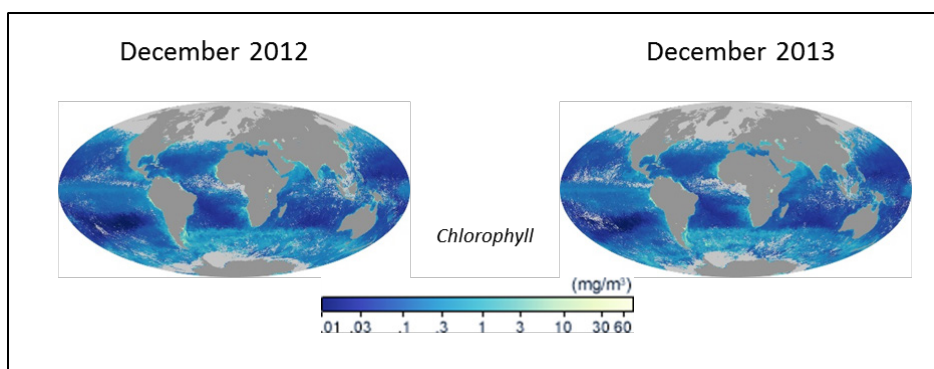 December 2012
December 2013
Chlorophyll
(mg/m³)
.01 .03 .1 .3 1 3 10 30 60